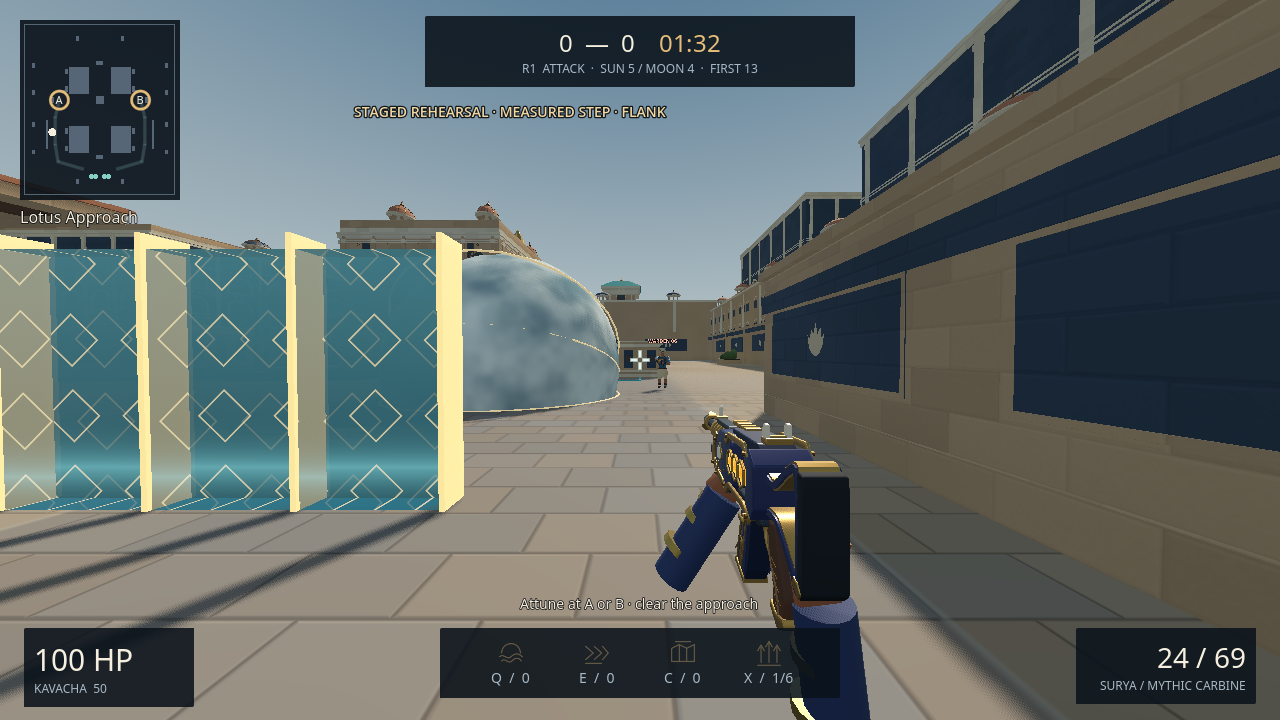 0 — 0 01:32
R1 ATTACK · SUN 5 / MOON 4 · FIRST 13
STAGED REHEARSAL · MEASURED STEP · FLANK
A
B
Lotus Approach
Attune at A or B · clear the approach
100 HP
KAVACHA 50
Q / 0
E / 0
C / 0
X / 1/6
24 / 69
SURYA / MYTHIC CARBINE